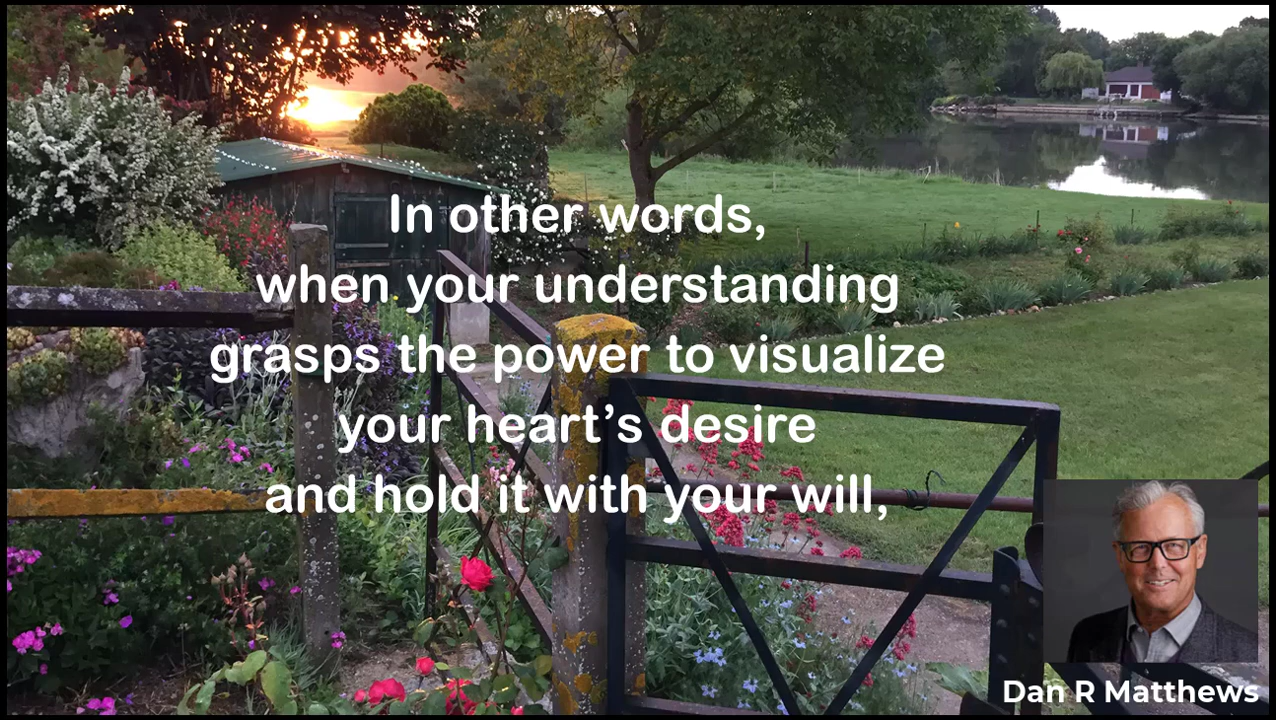 In other words,
when your understanding
grasps the power to visualize
your heart’s desire
and hold it with your will,
Dan R Matthews